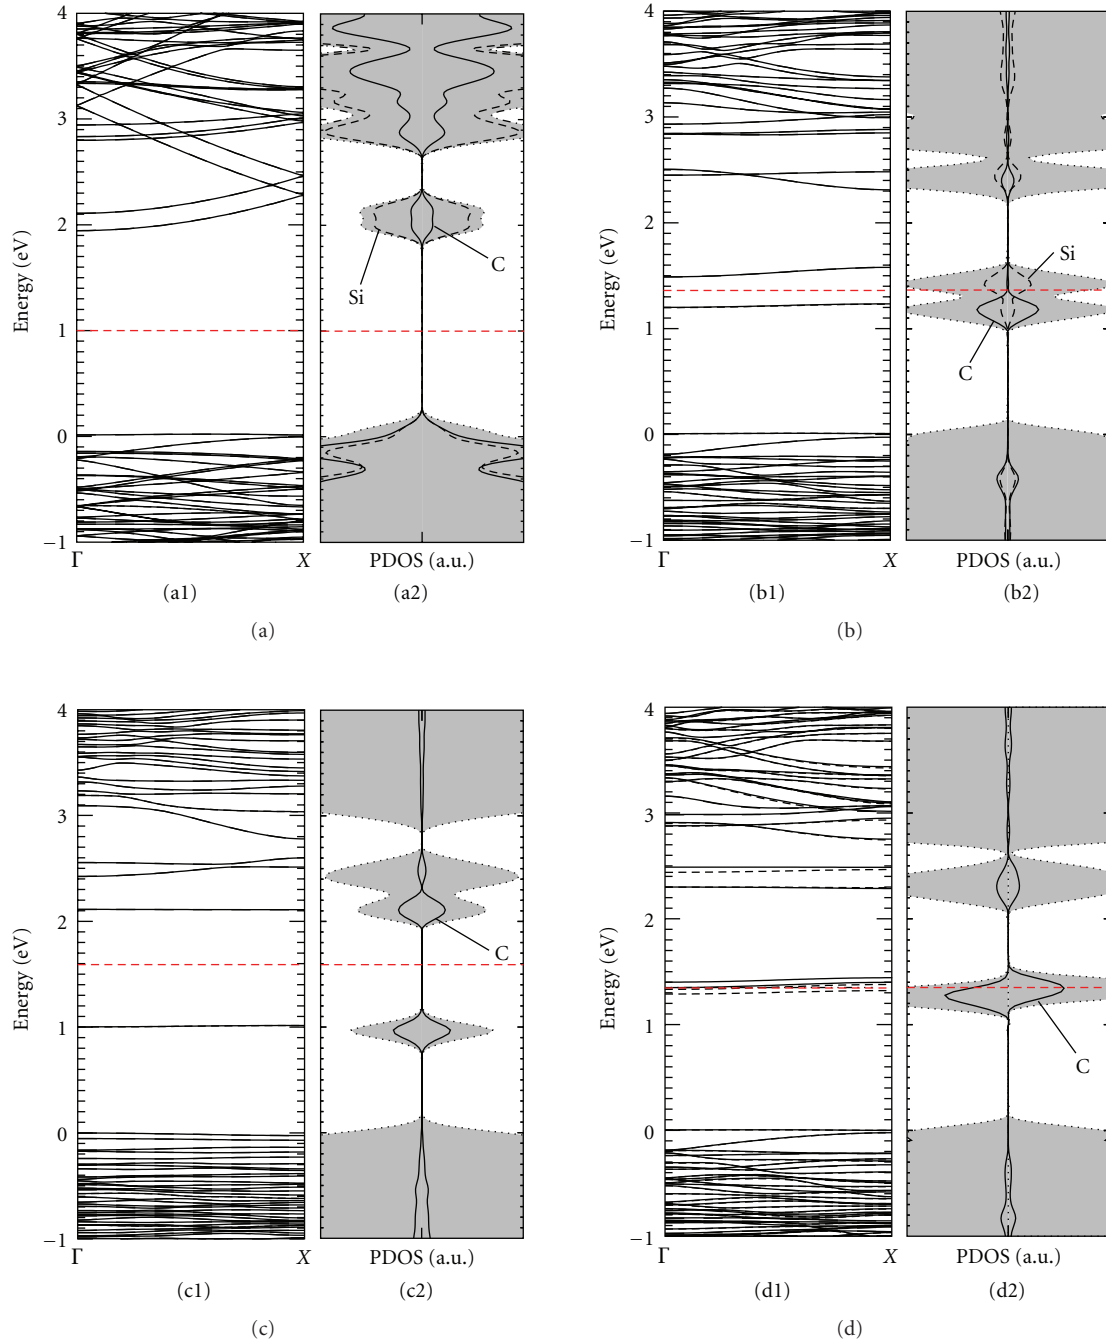 4
3
2
1
0
−1
Energy (eV)
Γ
X
Si
C
PDOS (a.u.)
(a1)
(a2)
(a)
4
3
2
1
0
−1
Energy (eV)
Γ
X
Si
C
PDOS (a.u.)
(b1)
(b2)
(b)
4
3
2
1
0
−1
Energy (eV)
Γ
X
C
PDOS (a.u.)
(c1)
(c2)
(c)
4
3
2
1
0
−1
Energy (eV)
Γ
X
C
PDOS (a.u.)
(d1)
(d2)
(d)